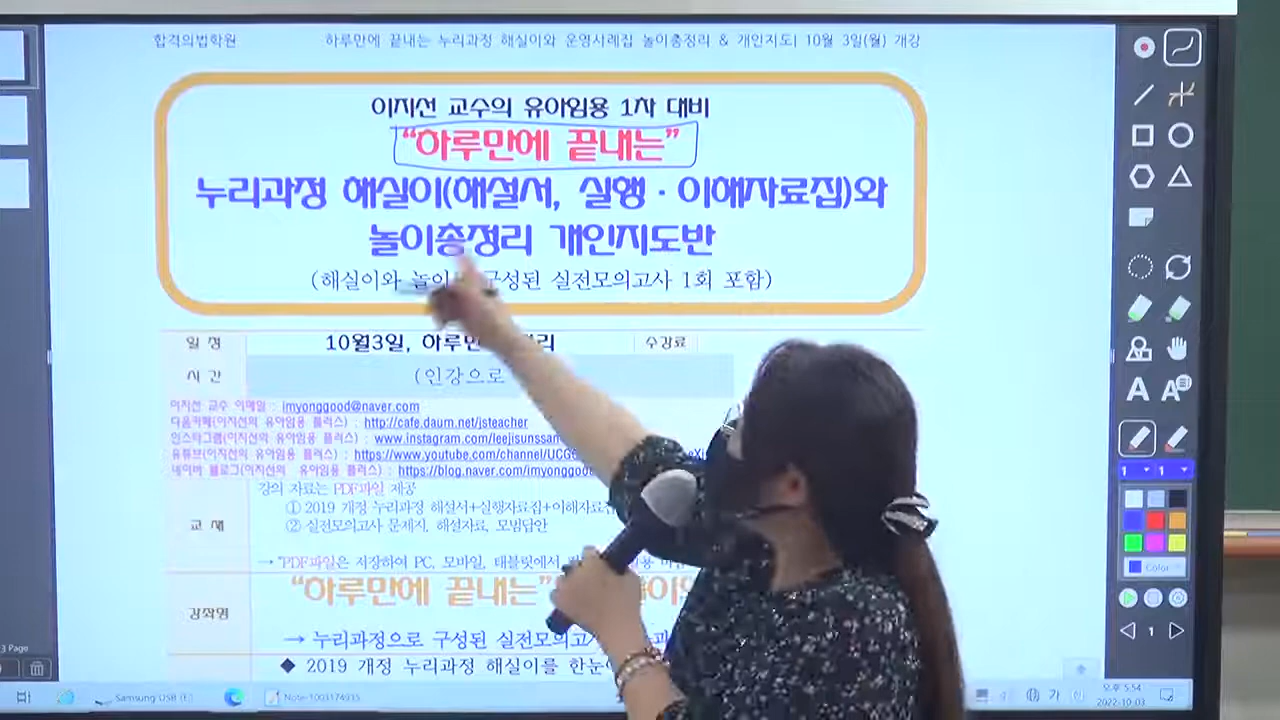 합격의법학원
하루만에 끝내는 누리과정 해실이와 운영사례집 놀이총정리 & 개인지도| 10월 3일(월) 개강
이지선 교수의 유아임용 1차 대비
“하루만에 끝내는”
누리과정 해실이(해설서, 실행 · 이해자료집)와
놀이총정리 개인지도반
(해실이와 놀이 구성된 실전모의고사 1회 포함)
일 정
10월3일, 하루만
수강료
시 간
(인강으로
이지선 교수 이메일 : imyonggood@naver.com
다음카페(이지선의 유아임용 플러스) : http://cafe.daum.net/jsteacher
인스타그램(이지선의 유아임용 플러스) : www.instagram.com/leejisunssam
유튜브(이지선의 유아임용 플러스) : https://www.youtube.com/channel/UCG
네이버 블로그(이지선의 유아임용 플러스) : https://blog.naver.com/imyonggood
강의 자료는 PDF파일 제공
교 재
① 2019 개정 누리과정 해설서+실행자료집+이해자료
② 실전모의고사 문제지, 해설자료, 모범답안
→ *PDF파일은 저장하여 PC, 모바일, 태블릿에서
강좌명
“하루만에 끝내는”
→ 누리과정으로 구성된 실전모의고사
◆ 2019 개정 누리과정 해실이를 한눈에
3 Page
A A
1 1
Color
1
Samsung USB (F:)
Note-1003174935
가
오후 5:54
2022-10-03